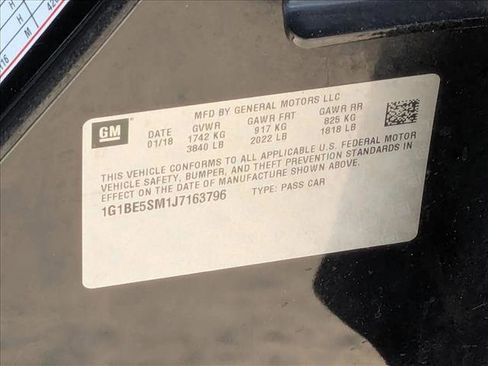 MFD BY GENERAL MOTORS LLC
GM DATE GVWR GAWR FRT GAWR RR
01/18 1742 KG 917 KG 825 KG
3840 LB 2022 LB 1818 LB
THIS VEHICLE CONFORMS TO ALL APPLICABLE U.S. FEDERAL MOTOR
VEHICLE SAFETY, BUMPER, AND THEFT PREVENTION STANDARDS IN
EFFECT ON THE DATE OF MANUFACTURE SHOWN ABOVE.
1G1BE5SM1J7163796 TYPE: PASS CAR